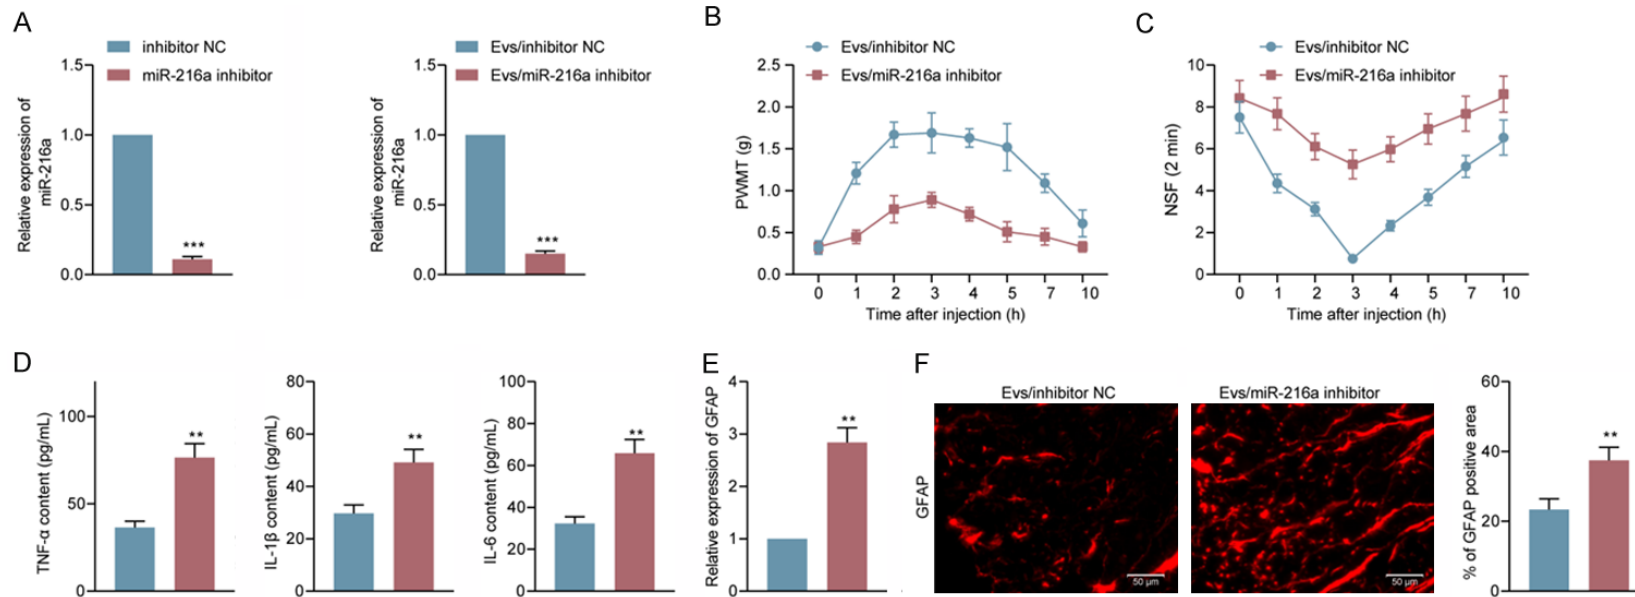 A
inhibitor NC
miR-216a inhibitor
Relative expression of
miR-216a
1.5
1.0
0.5
0.0
***
Evs/inhibitor NC
Evs/miR-216a inhibitor
Relative expression of
miR-216a
1.5
1.0
0.5
0.0
***
B
Evs/inhibitor NC
Evs/miR-216a inhibitor
PWMT (g)
2.5
2.0
1.5
1.0
0.5
0.0
0 1 2 3 4 5 7 10
Time after injection (h)
C
Evs/inhibitor NC
Evs/miR-216a inhibitor
NSF (2 min)
10
8
6
4
2
0
0 1 2 3 4 5 7 10
Time after injection (h)
D
TNF-α content (pg/mL)
100
50
0
**
IL-1β content (pg/mL)
80
60
40
20
0
**
IL-6 content (pg/mL)
100
80
60
40
20
0
**
E
Relative expression of GFAP
4
3
2
1
0
**
F
Evs/inhibitor NC
Evs/miR-216a inhibitor
GFAP
50 μm
50 μm
% of GFAP positive area
60
40
20
0
**